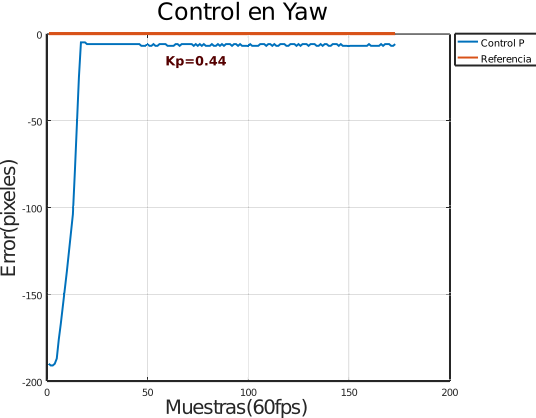 Control en Yaw
Control P
Referencia
Kp=0.44
0
-50
-100
-150
-200
0 50 100 150 200
Error(pixeles)
Muestras(60fps)